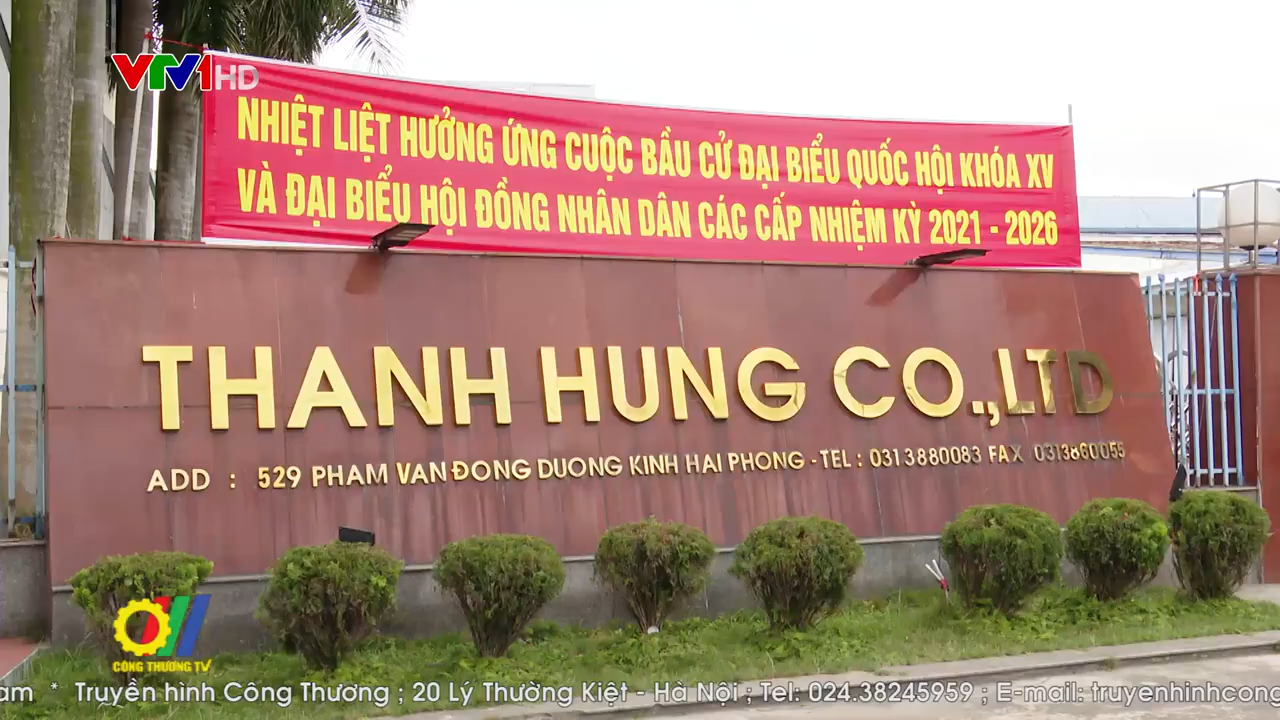 VTV1 HD
NHIỆT LIỆT HƯỞNG ỨNG CUỘC BẦU CỬ ĐẠI BIỂU QUỐC HỘI KHÓA XV
VÀ ĐẠI BIỂU HỘI ĐỒNG NHÂN DÂN CÁC CẤP NHIỆM KỲ 2021 - 2026
THANH HUNG CO.,LTD
ADD : 529 PHAM VAN ĐONG DUONG KINH HAI PHONG - TEL : 031 3880083 FAX 0313860055
CÔNG THƯƠNG TV
am * Truyền hình Công Thương ; 20 Lý Thường Kiệt - Hà Nội ; Tel: 024.38245959 ; E-mail: truyenhinhcong